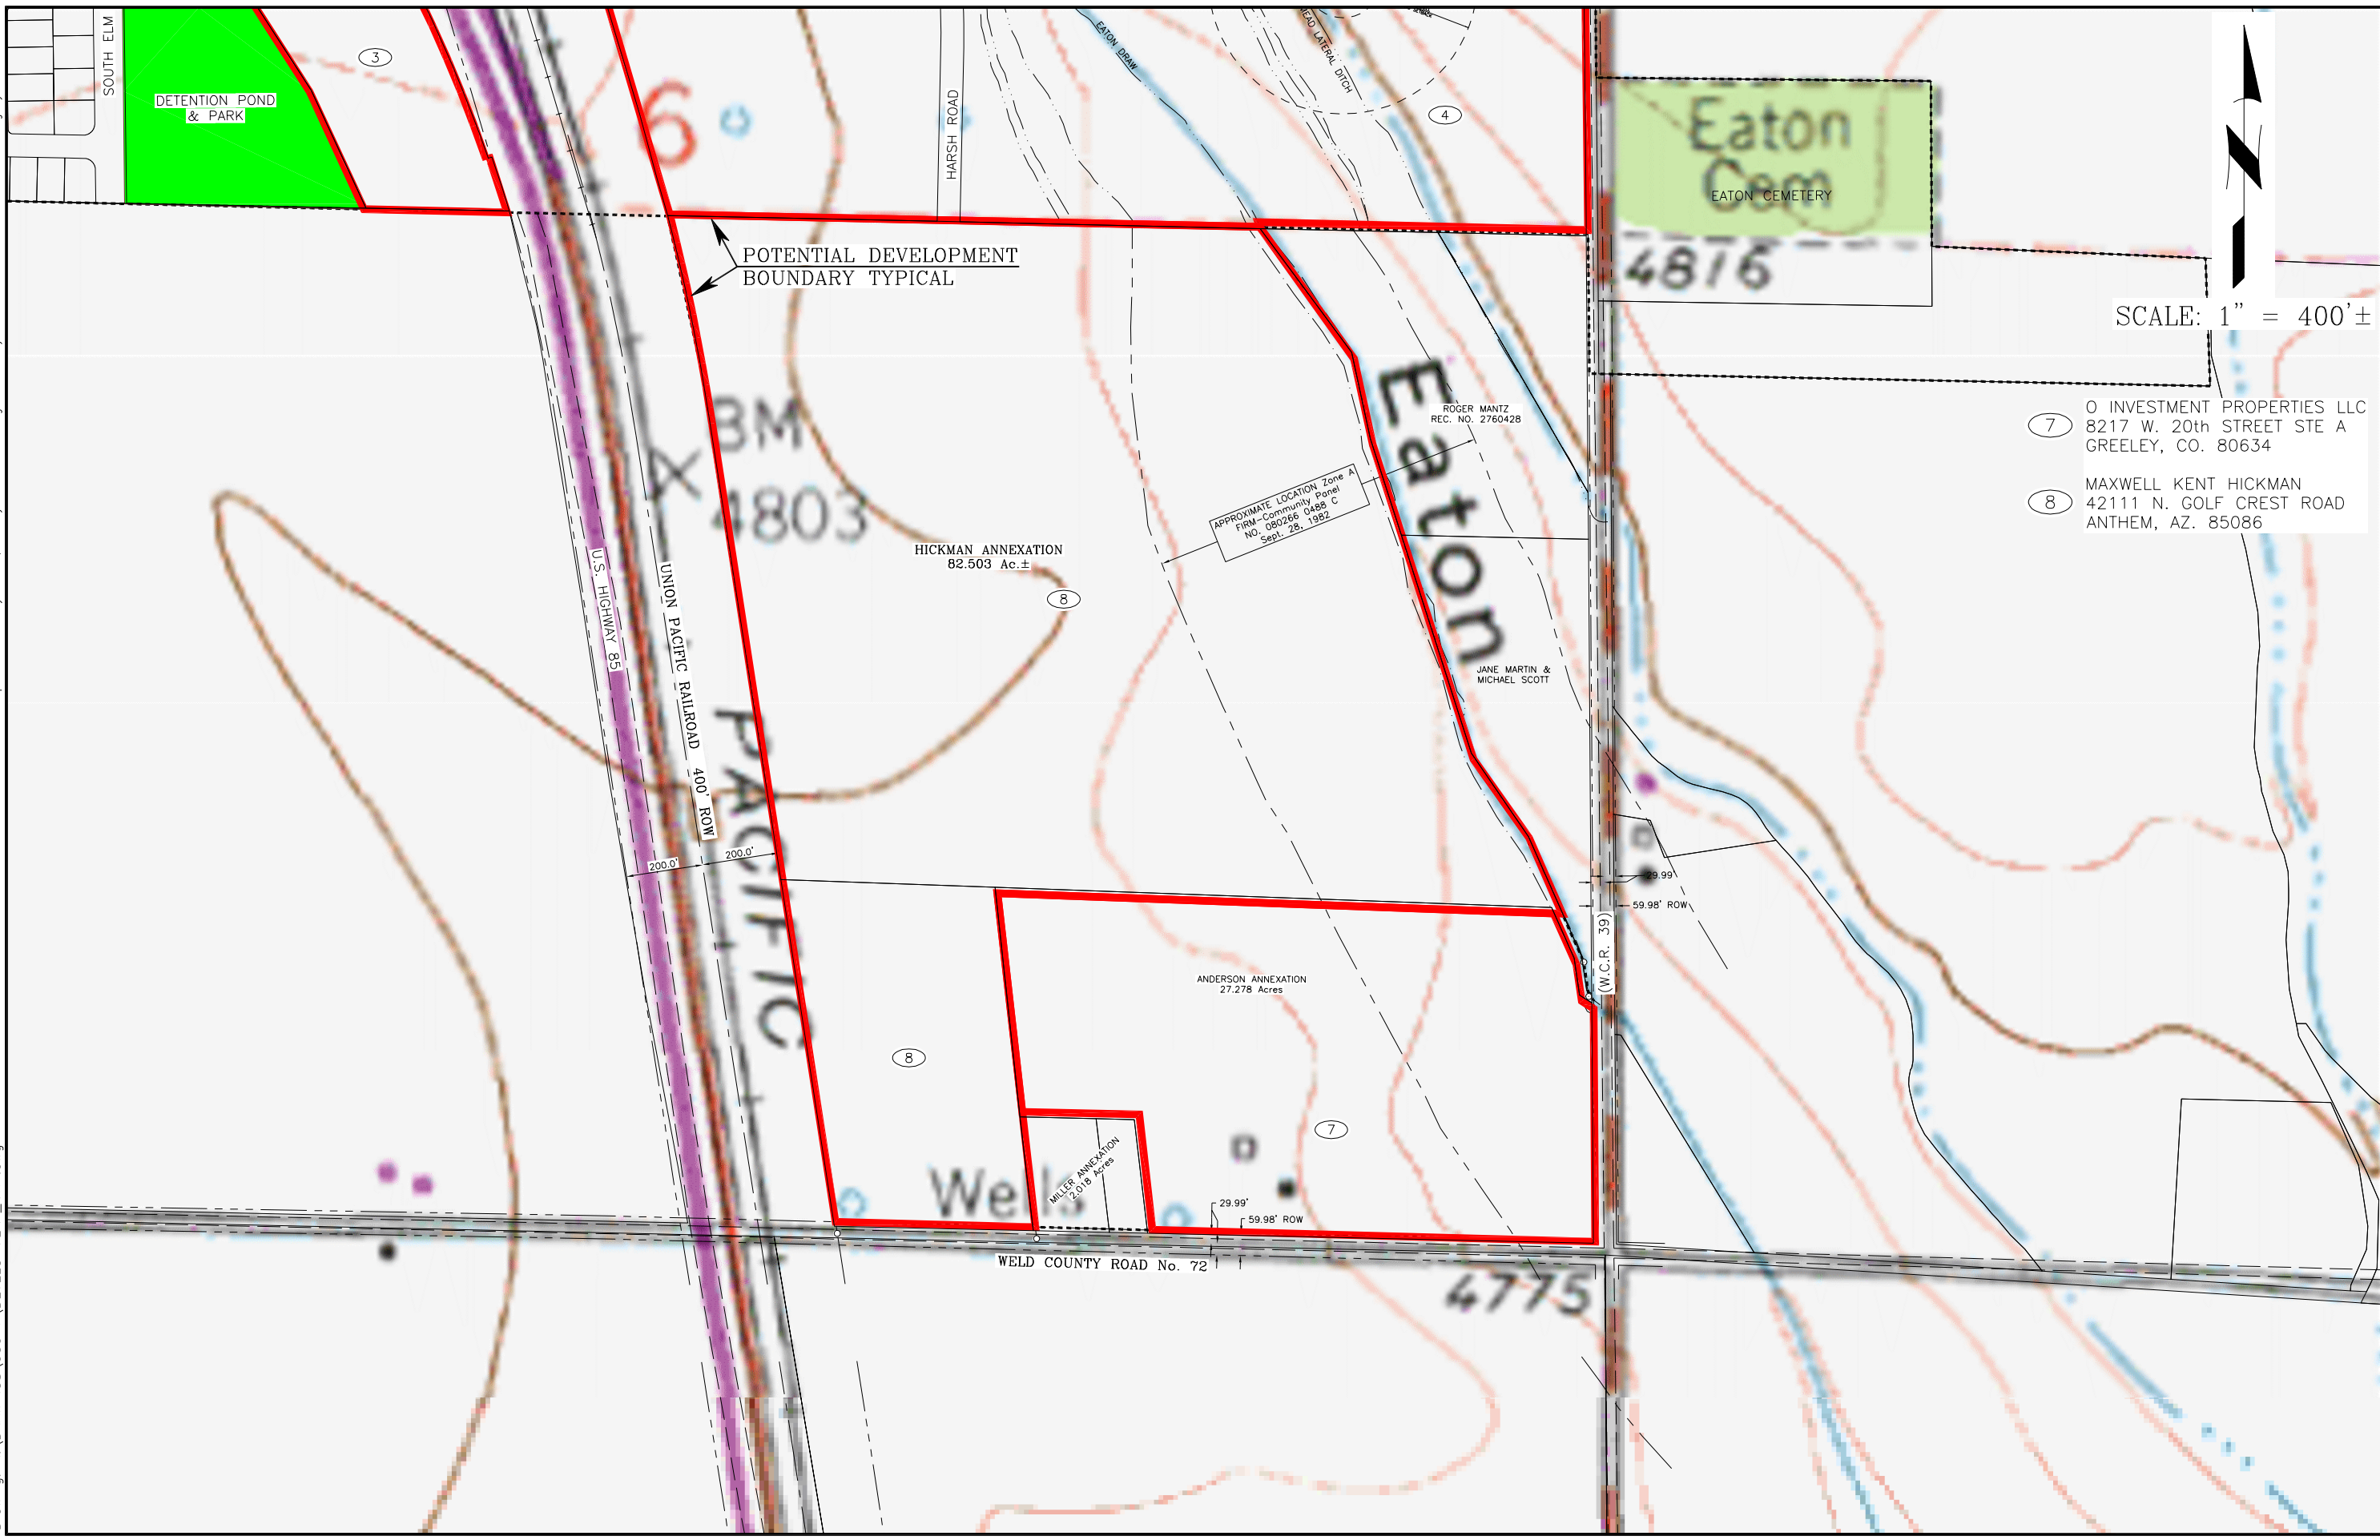 SOUTH ELM
DETENTION POND
& PARK
3
6
HARSH ROAD
EATON DRAW
LATERAL DITCH
4
Eaton
Cem
EATON CEMETERY
4816
N
SCALE: 1" = 400'±
POTENTIAL DEVELOPMENT
BOUNDARY TYPICAL
7
O INVESTMENT PROPERTIES LLC
8217 W. 20th STREET STE A
GREELEY, CO. 80634
8
MAXWELL KENT HICKMAN
42111 N. GOLF CREST ROAD
ANTHEM, AZ. 85086
BM
4803
Eaton
ROGER MANTZ
REC. NO. 2760428
APPROXIMATE LOCATION Zone A
FIRM-Community Panel
NO. 080266 0488 C
Sept. 28, 1982
HICKMAN ANNEXATION
82.503 Ac.±
8
U.S. HIGHWAY 85
UNION PACIFIC RAILROAD 400' ROW
JANE MARTIN &
MICHAEL SCOTT
PACIFIC
200.0'
200.0'
29.99'
59.98' ROW
(W.C.R. 39)
ANDERSON ANNEXATION
27.278 Acres
8
7
MILLER ANNEXATION
2.018 Acres
Wells
29.99'
59.98' ROW
WELD COUNTY ROAD No. 72
4775